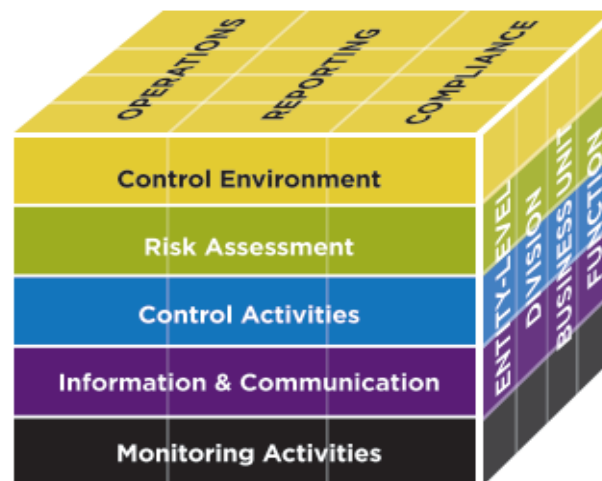 OPERATIONS
REPORTING
COMPLIANCE
Control Environment
Risk Assessment
Control Activities
Information & Communication
Monitoring Activities
ENTITY-LEVEL
DIVISION
BUSINESS UNIT
FUNCTION